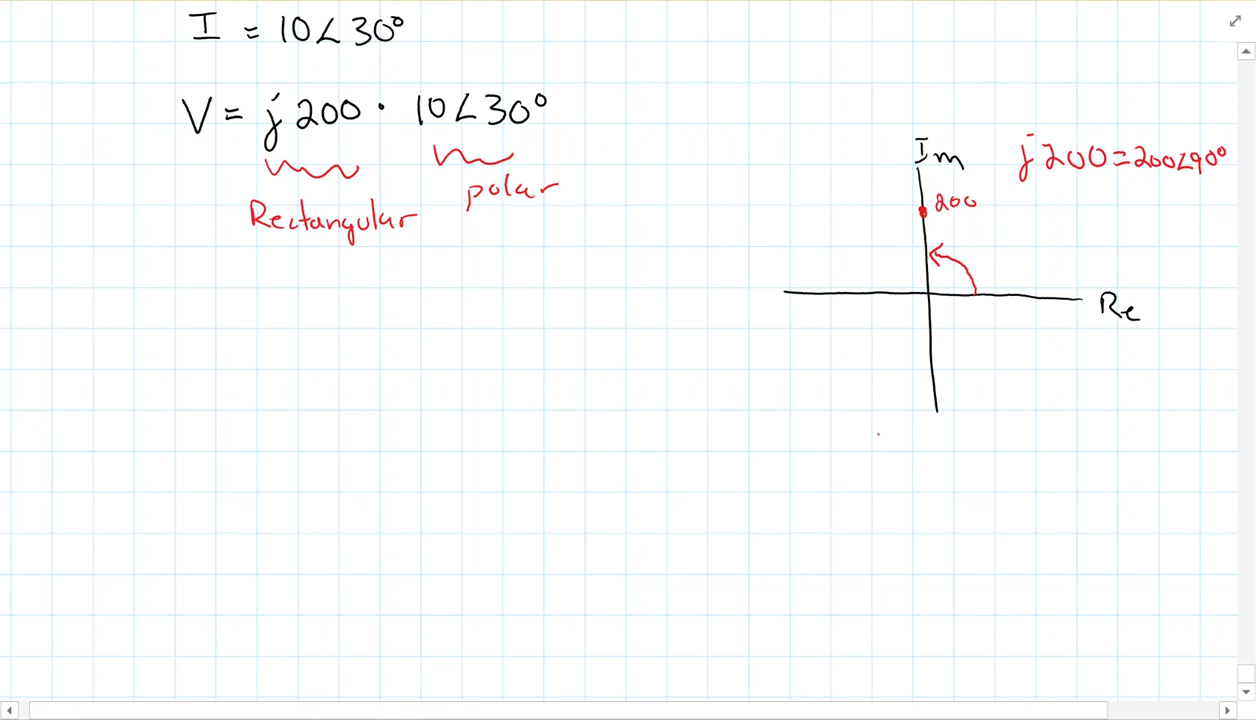 I = 10∠30°
V = j200 · 10∠30°
Rectangular
polar
Im
j200=200∠90°
200
Re